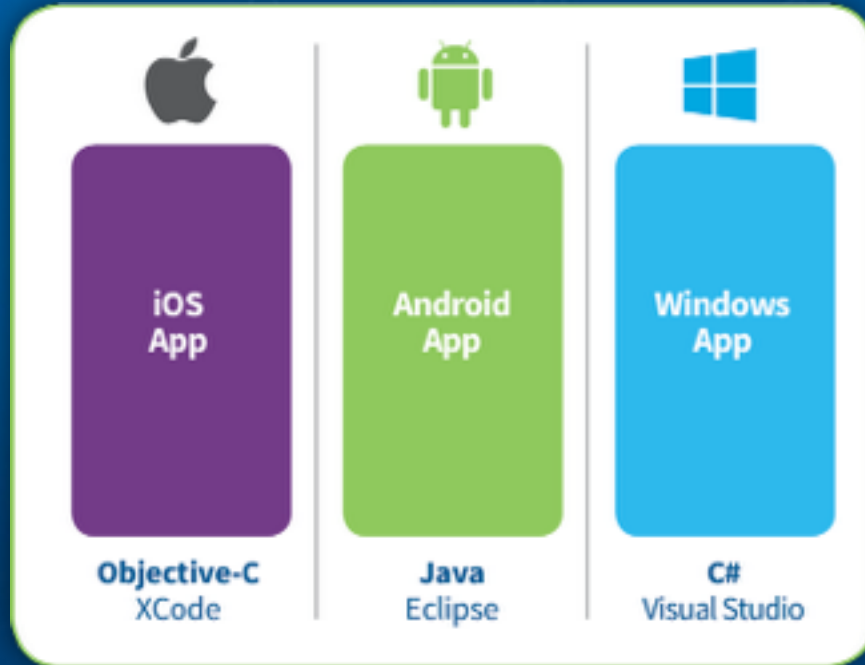 iOS
App
Objective-C
XCode
Android
App
Java
Eclipse
Windows
App
C#
Visual Studio